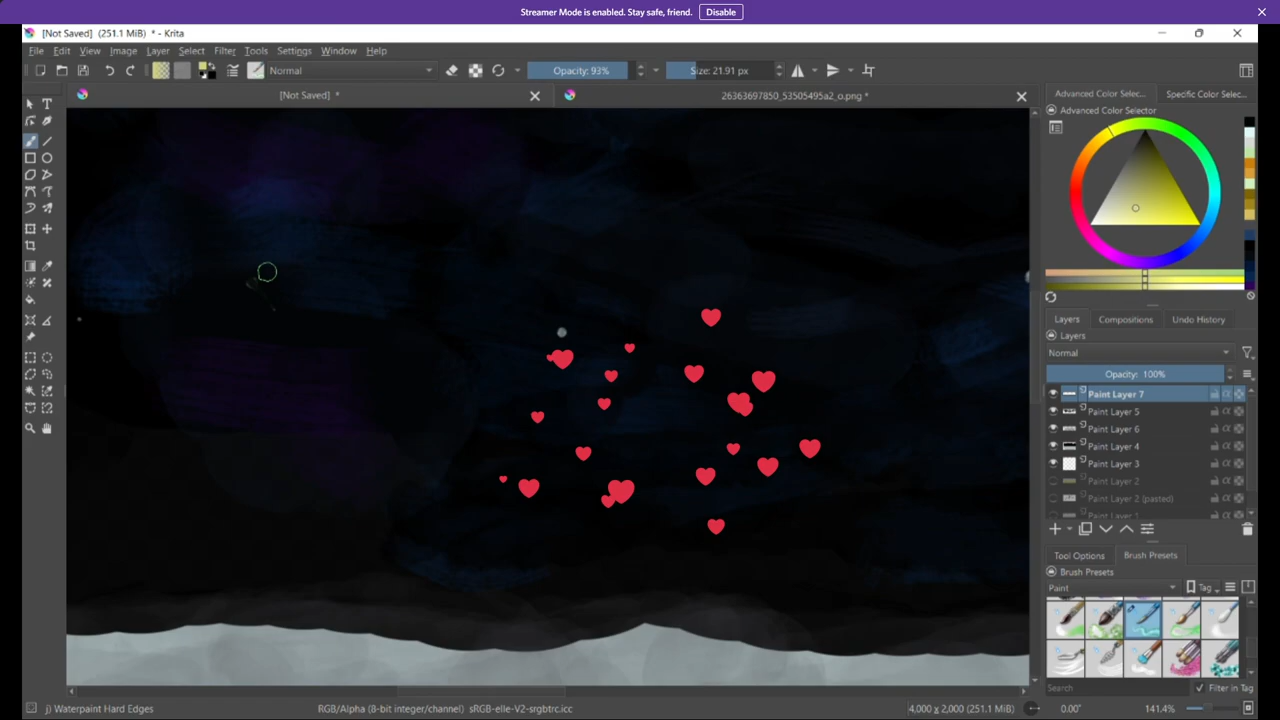 Streamer Mode is enabled. Stay safe, friend. Disable
[Not Saved] (251.1 MiB) * - Krita
File Edit View Image Layer Select Filter Tools Settings Window Help
Normal Opacity: 93% Size: 21.91 px
[Not Saved] * 26363697850_53505495a2_o.png *
Advanced Color Selec... Specific Color Selec...
Advanced Color Selector
Layers Compositions Undo History
Layers
Normal
Opacity: 100%
Paint Layer 7
Paint Layer 5
Paint Layer 6
Paint Layer 4
Paint Layer 3
Paint Layer 2
Paint Layer 2 (pasted)
Paint Layer 1
Tool Options Brush Presets
Brush Presets
Paint Tag
Search Filter in Tag
j) Waterpaint Hard Edges RGB/Alpha (8-bit integer/channel) sRGB-elle-V2-srgbtrc.icc 4,000 x 2,000 (251.1 MiB) 0.00° 141.4%